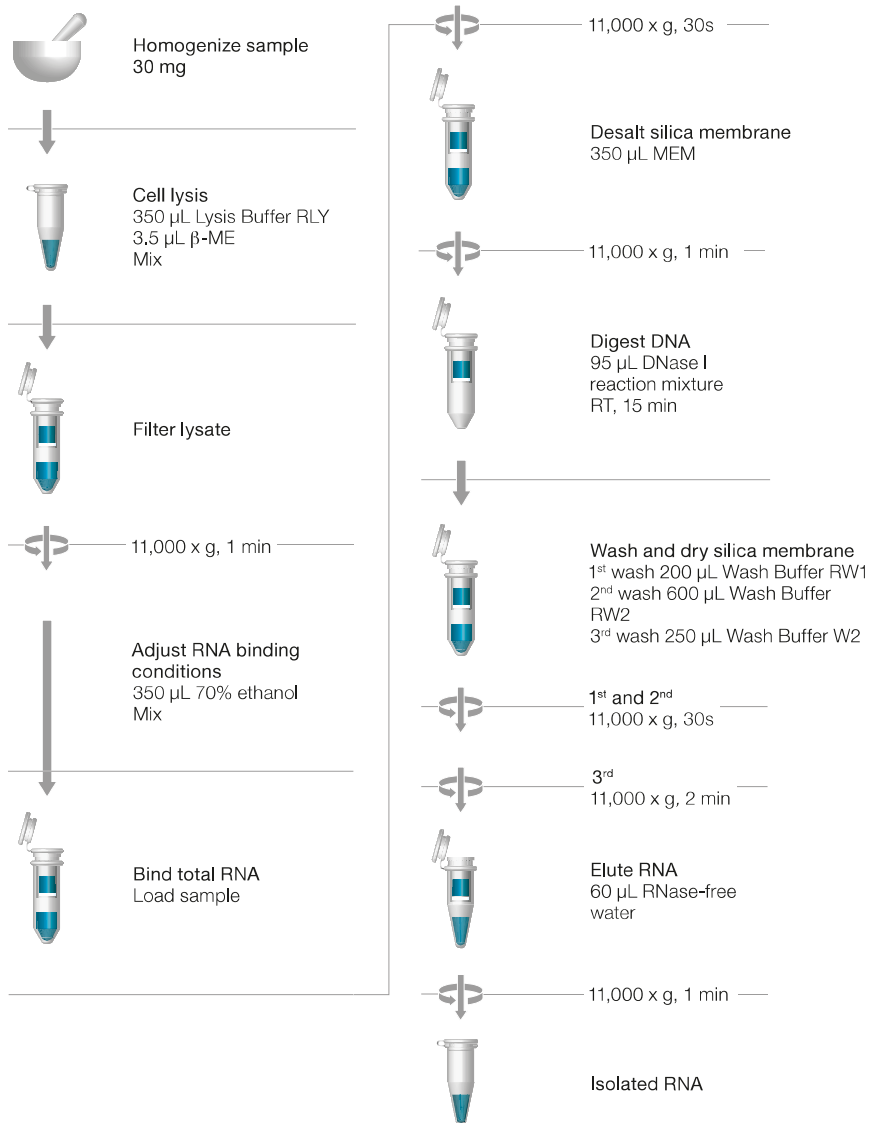 Homogenize sample
30 mg
Cell lysis
350 µL Lysis Buffer RLY
3.5 µL β-ME
Mix
Filter lysate
11,000 x g, 1 min
Adjust RNA binding
conditions
350 µL 70% ethanol
Mix
Bind total RNA
Load sample
11,000 x g, 30s
Desalt silica membrane
350 µL MEM
11,000 x g, 1 min
Digest DNA
95 µL DNase I
reaction mixture
RT, 15 min
Wash and dry silica membrane
1st wash 200 µL Wash Buffer RW1
2nd wash 600 µL Wash Buffer
RW2
3rd wash 250 µL Wash Buffer W2
1st and 2nd
11,000 x g, 30s
3rd
11,000 x g, 2 min
Elute RNA
60 µL RNase-free
water
11,000 x g, 1 min
Isolated RNA